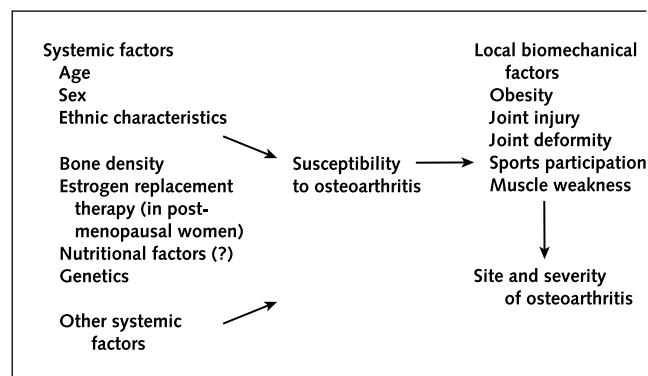 Systemic factors
Age
Sex
Ethnic characteristics
Bone density
Estrogen replacement
therapy (in post-
menopausal women)
Nutritional factors (?)
Genetics
Other systemic
factors
Susceptibility
to osteoarthritis
Local biomechanical
factors
Obesity
Joint injury
Joint deformity
Sports participation
Muscle weakness
Site and severity
of osteoarthritis